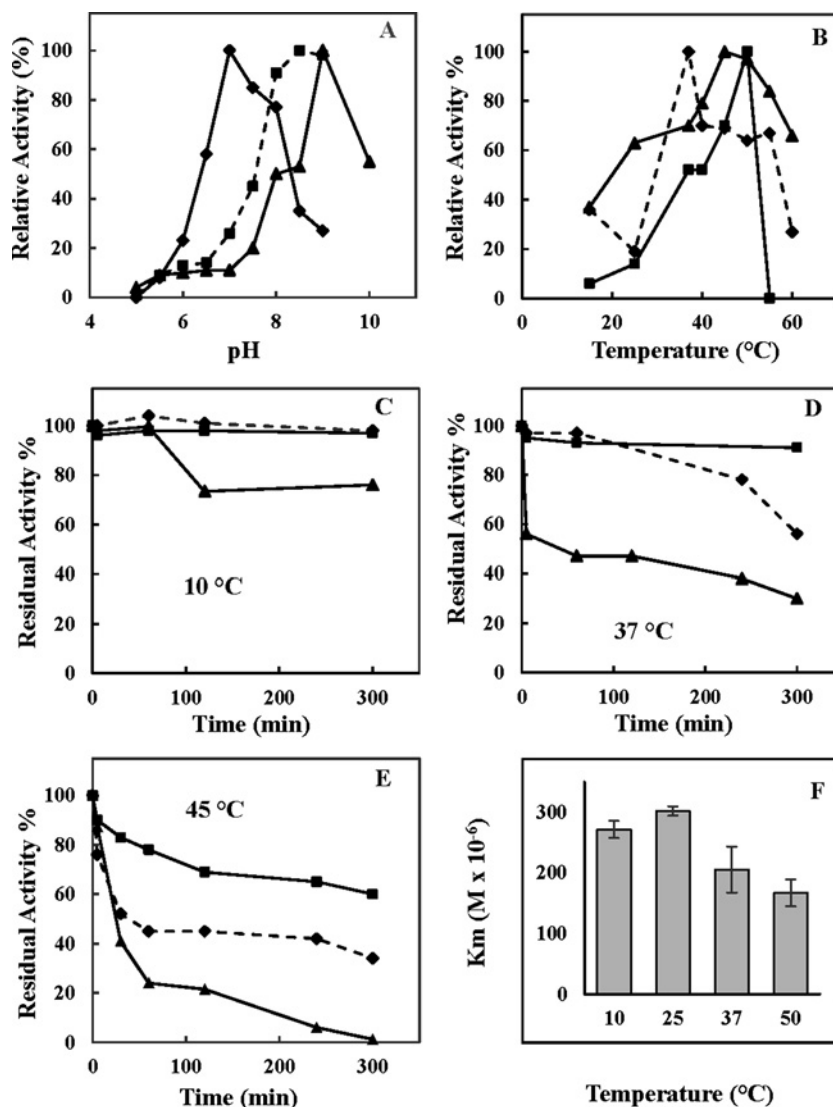 A
Relative Activity (%)
100
80
60
40
20
0
4
6
8
10
pH
B
Relative Activity %
100
80
60
40
20
0
0
20
40
60
Temperature (°C)
C
Residual Activity %
100
80
60
40
20
0
10 °C
0
100
200
300
Time (min)
D
Residual Activity %
100
80
60
40
20
0
37 °C
0
100
200
300
Time (min)
E
Residual Activity %
100
80
60
40
20
0
45 °C
0
100
200
300
Time (min)
F
Km (M x 10⁻⁶)
300
200
100
0
10
25
37
50
Temperature (°C)